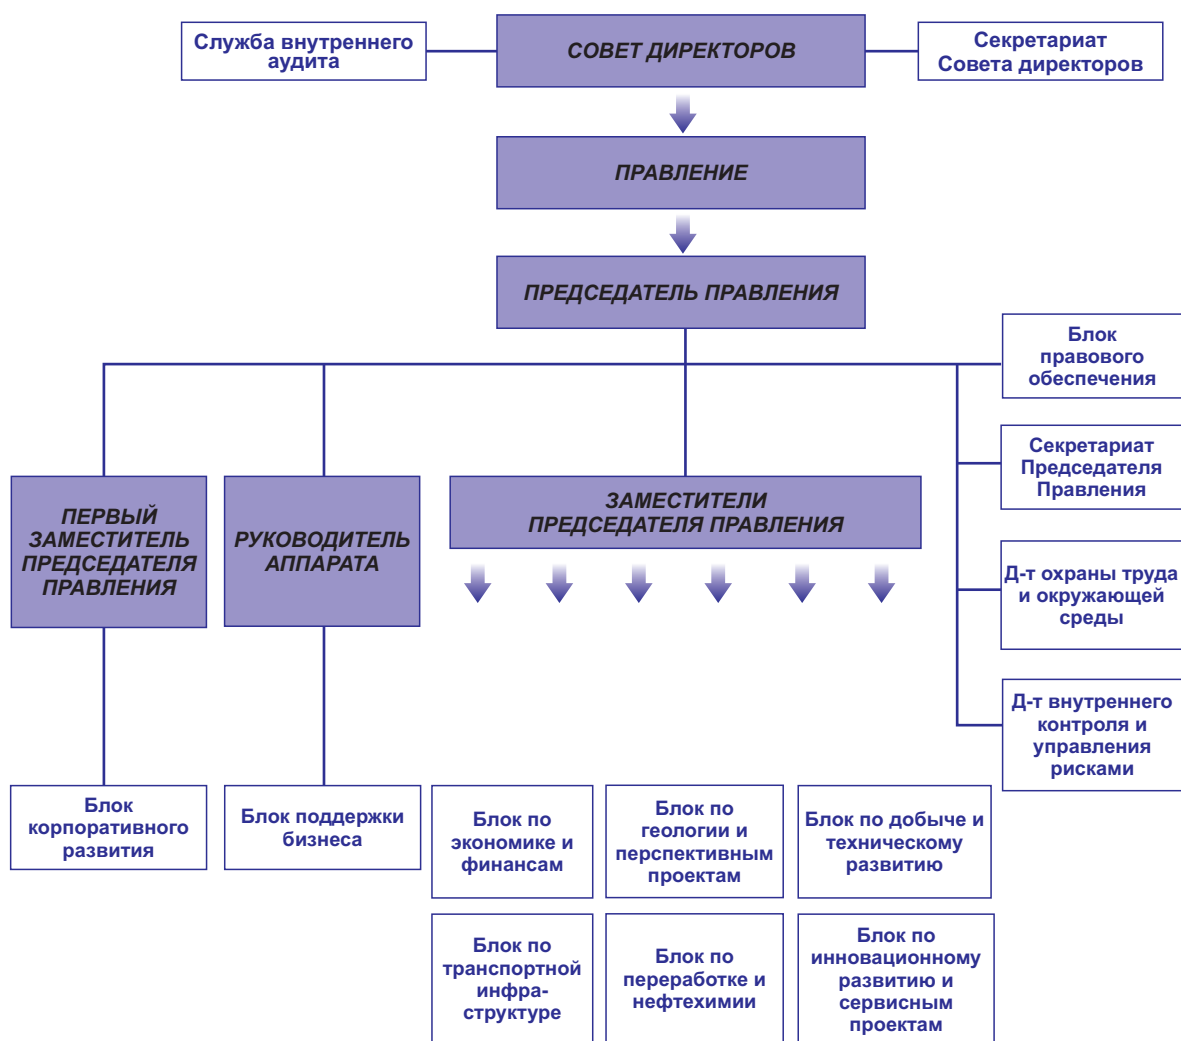 Служба внутреннего
аудита
СОВЕТ ДИРЕКТОРОВ
Секретариат
Совета директоров
ПРАВЛЕНИЕ
ПРЕДСЕДАТЕЛЬ ПРАВЛЕНИЯ
Блок
правового
обеспечения
Секретариат
Председателя
Правления
Д-т охраны труда
и окружающей
среды
Д-т внутреннего
контроля и
управления
рисками
ПЕРВЫЙ
ЗАМЕСТИТЕЛЬ
ПРЕДСЕДАТЕЛЯ
ПРАВЛЕНИЯ
РУКОВОДИТЕЛЬ
АППАРАТА
ЗАМЕСТИТЕЛИ
ПРЕДСЕДАТЕЛЯ ПРАВЛЕНИЯ
Блок
корпоративного
развития
Блок поддержки
бизнеса
Блок по
экономике и
финансам
Блок по
геологии и
перспективным
проектам
Блок по добыче и
техническому
развитию
Блок по
транспортной
инфра-
структуре
Блок по
переработке и
нефтехимии
Блок по
инновационному
развитию и
сервисным
проектам